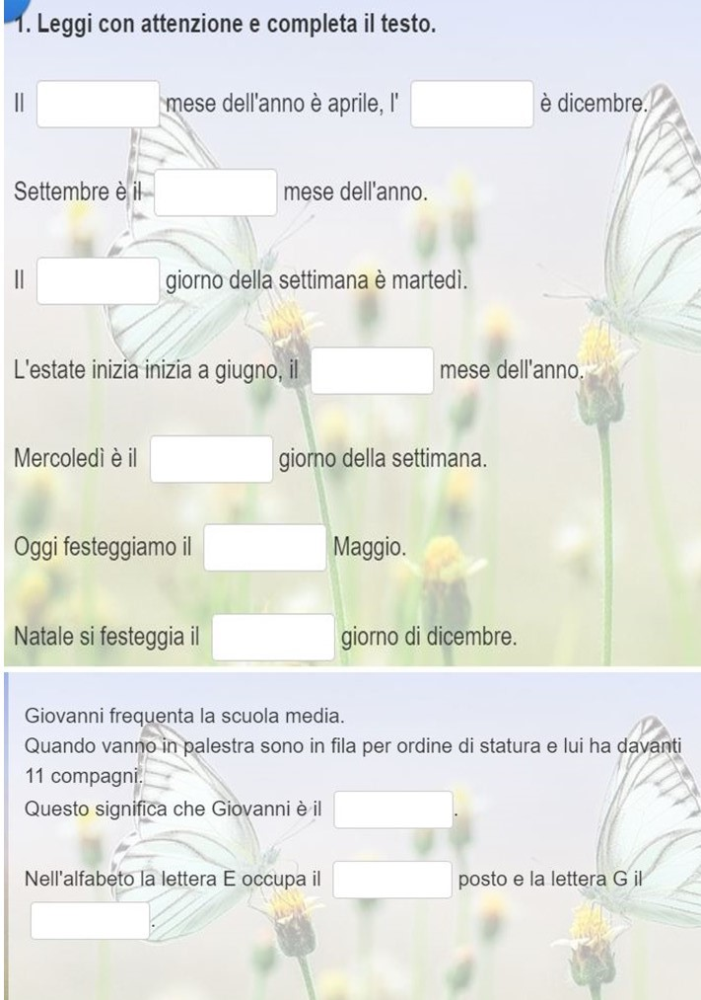 1. Leggi con attenzione e completa il testo.
Il mese dell'anno è aprile, l' è dicembre.
Settembre è il mese dell'anno.
Il giorno della settimana è martedì.
L'estate inizia inizia a giugno, il mese dell'anno.
Mercoledì è il giorno della settimana.
Oggi festeggiamo il Maggio.
Natale si festeggia il giorno di dicembre.
Giovanni frequenta la scuola media.
Quando vanno in palestra sono in fila per ordine di statura e lui ha davanti
11 compagni.
Questo significa che Giovanni è il .
Nell'alfabeto la lettera E occupa il posto e la lettera G il
.